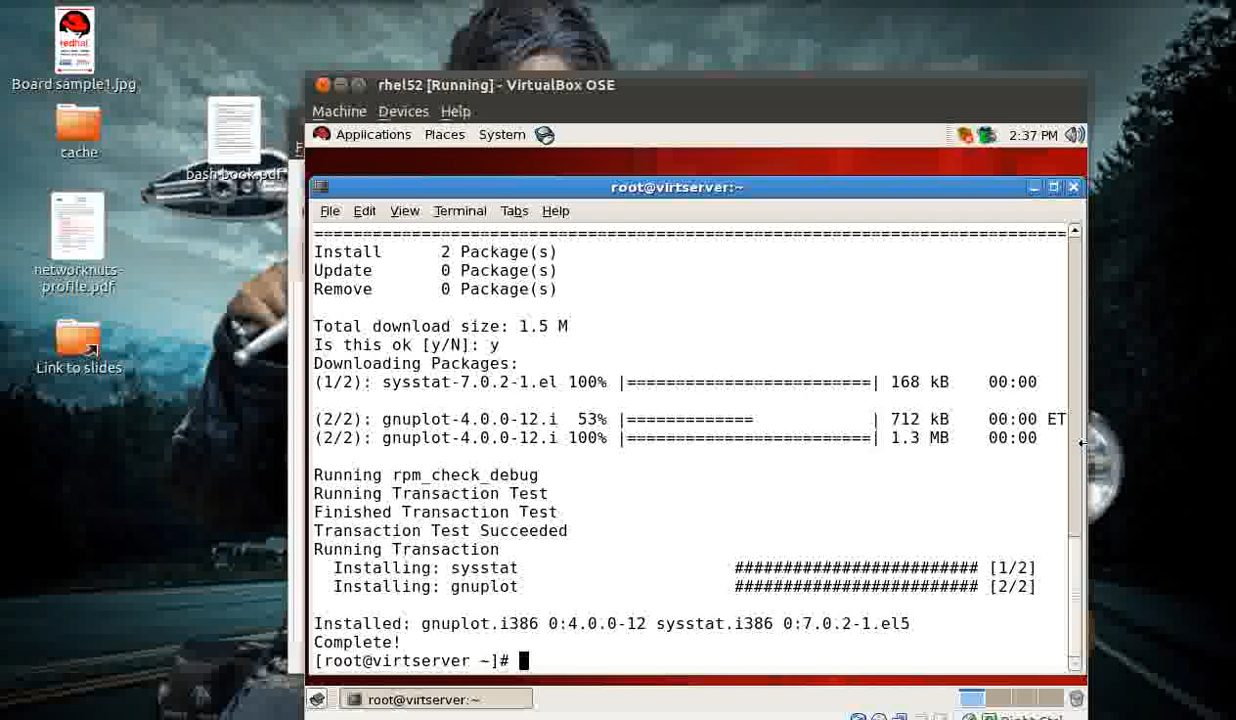 redhat
Board sample1.jpg
cache
bash book.pdf
networknuts-
profile.pdf
Link to slides
rhel52 [Running] - VirtualBox OSE
Machine Devices Help
Applications Places System 2:37 PM
root@virtserver:~
File Edit View Terminal Tabs Help
================================================================================
Install 2 Package(s)
Update 0 Package(s)
Remove 0 Package(s)
Total download size: 1.5 M
Is this ok [y/N]: y
Downloading Packages:
(1/2): sysstat-7.0.2-1.el 100% |=========================| 168 kB 00:00
(2/2): gnuplot-4.0.0-12.i 53% |============= | 712 kB 00:00 ET
(2/2): gnuplot-4.0.0-12.i 100% |=========================| 1.3 MB 00:00
Running rpm_check_debug
Running Transaction Test
Finished Transaction Test
Transaction Test Succeeded
Running Transaction
Installing: sysstat ######################### [1/2]
Installing: gnuplot ######################### [2/2]
Installed: gnuplot.i386 0:4.0.0-12 sysstat.i386 0:7.0.2-1.el5
Complete!
[root@virtserver ~]#
root@virtserver:~
Right Ctrl